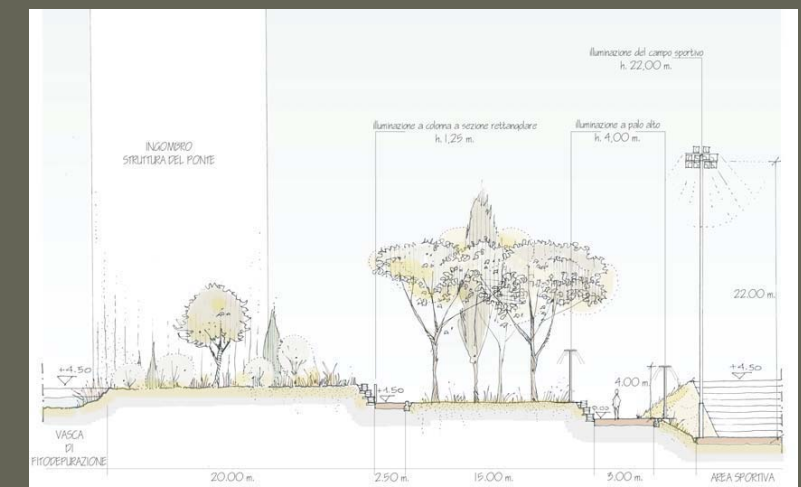 illuminazione del campo sportivo
h. 22,00 m.
illuminazione a colonna a sezione rettangolare
h. 1,25 m.
illuminazione a palo alto
h. 4,00 m.
INGOMBRO
STRUTTURA DEL PONTE
22.00 m.
+4.50
+1.50
0.00
4.00 m.
+4.50
VASCA
DI
FITODEPURAZIONE
20.00 m.
2.50 m.
15.00 m.
3.00 m.
AREA SPORTIVA